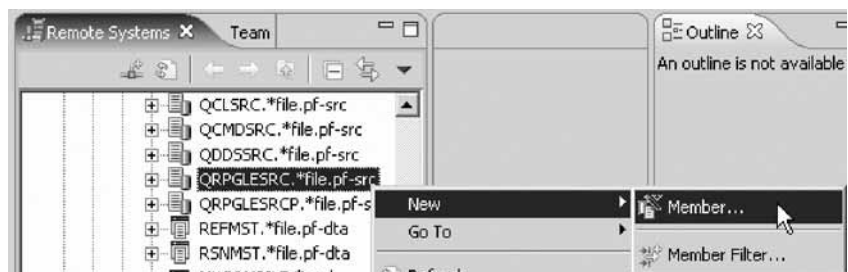 Remote Systems Team
Outline
An outline is not available
QCLSRC.*file.pf-src
QCMDSRC.*file.pf-src
QDDSSRC.*file.pf-src
QRPGLESRC.*file.pf-src
QRPGLESRCP.*file.pf-s
REFMST.*file.pf-dta
RSNMST.*file.pf-dta
New
Go To
Member...
Member Filter...